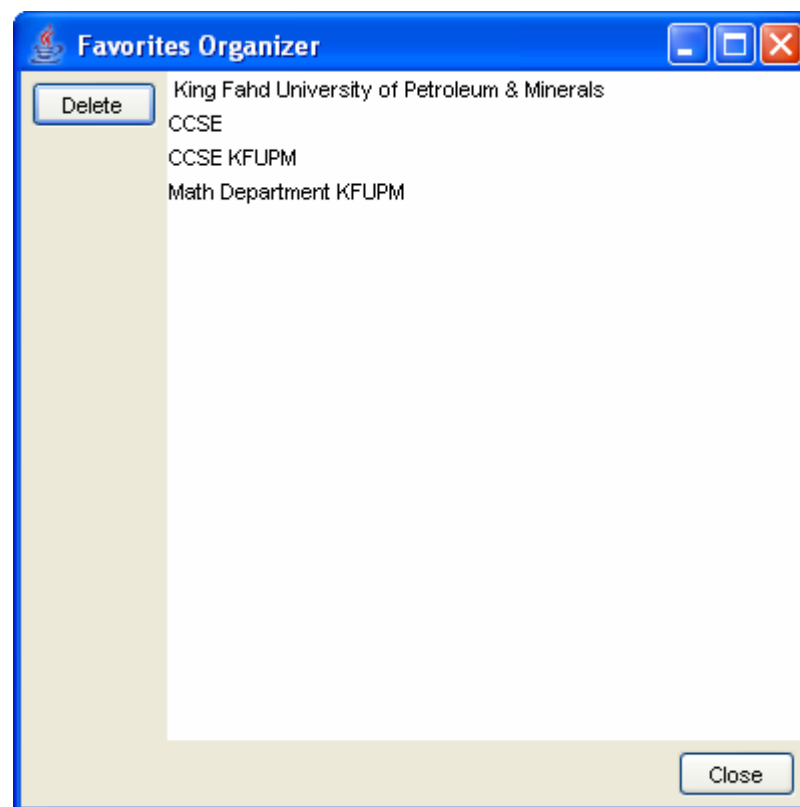 Favorites Organizer
Delete
King Fahd University of Petroleum & Minerals
CCSE
CCSE KFUPM
Math Department KFUPM
Close